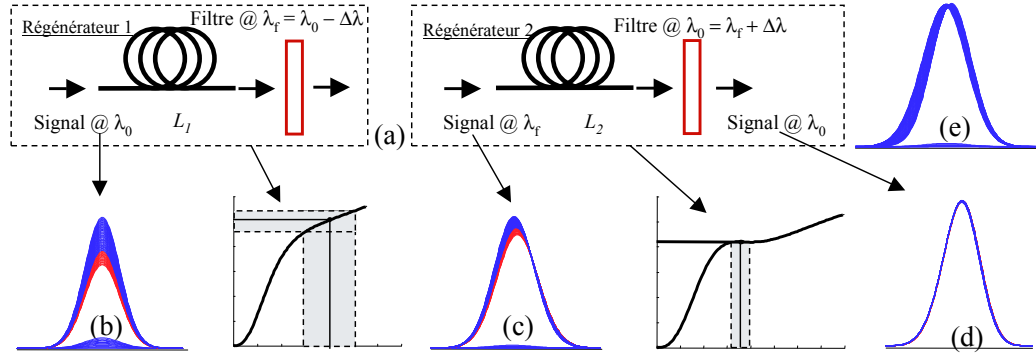 Régénérateur 1
Filtre @ λf = λ0 − Δλ
Signal @ λ0
L1
(a)
Régénérateur 2
Filtre @ λ0 = λf + Δλ
Signal @ λf
L2
Signal @ λ0
(e)
(b)
(c)
(d)